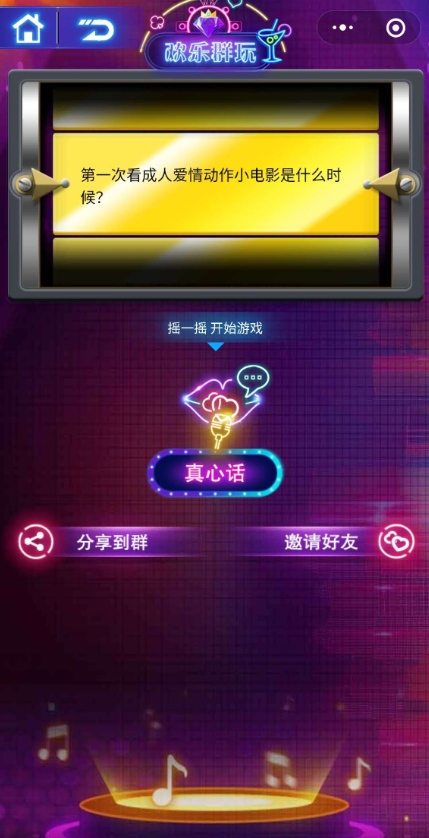 欢乐群玩
第一次看成人爱情动作小电影是什么时
候？
摇一摇 开始游戏
真心话
分享到群
邀请好友